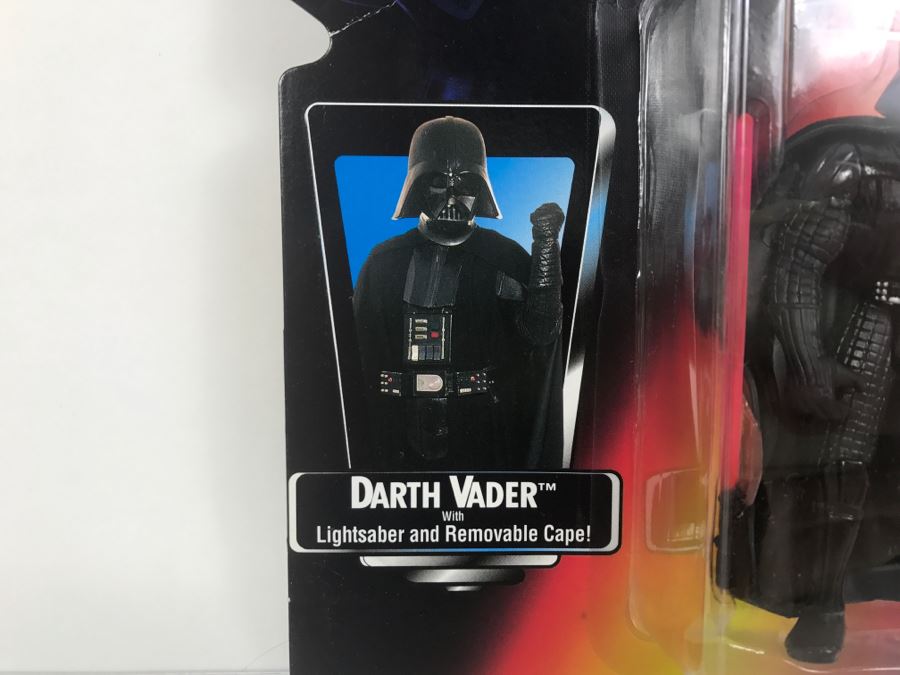 DARTH VADER™
With
Lightsaber and Removable Cape!